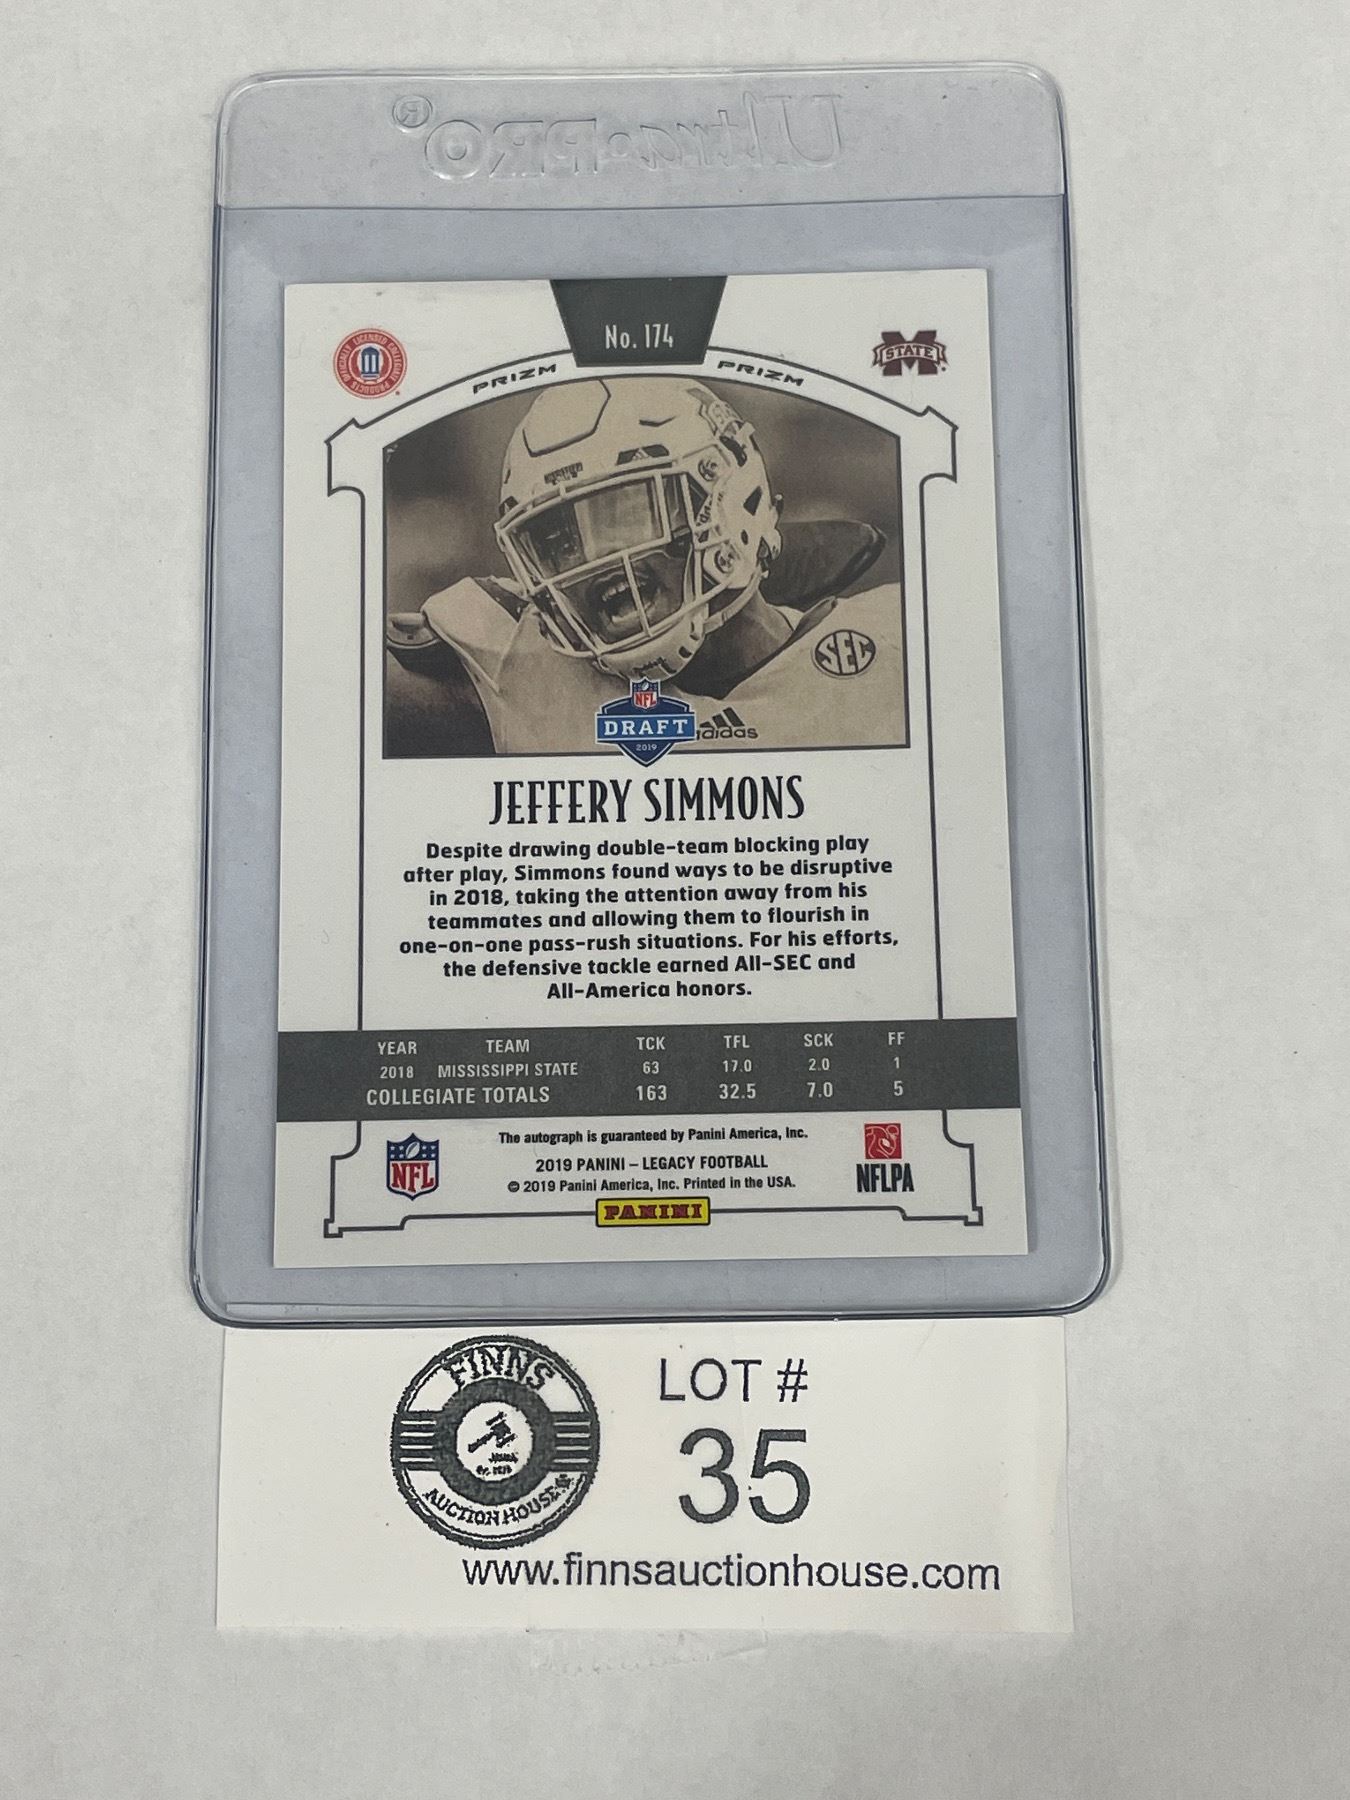 Ultra·PRO®
No. 174
OFFICIALLY LICENSED COLLEGIATE PRODUCTS
M STATE
PRIZM PRIZM
adidas
SEC
NFL
DRAFT
2019
adidas
JEFFERY SIMMONS
Despite drawing double-team blocking play
after play, Simmons found ways to be disruptive
in 2018, taking the attention away from his
teammates and allowing them to flourish in
one-on-one pass-rush situations. For his efforts,
the defensive tackle earned All-SEC and
All-America honors.
YEAR TEAM TCK TFL SCK FF
2018 MISSISSIPPI STATE 63 17.0 2.0 1
COLLEGIATE TOTALS 163 32.5 7.0 5
The autograph is guaranteed by Panini America, Inc.
2019 PANINI – LEGACY FOOTBALL
© 2019 Panini America, Inc. Printed in the USA.
NFL
NFLPA
PANINI
FINNS
AUCTION HOUSE
LOT #
35
www.finnsauctionhouse.com